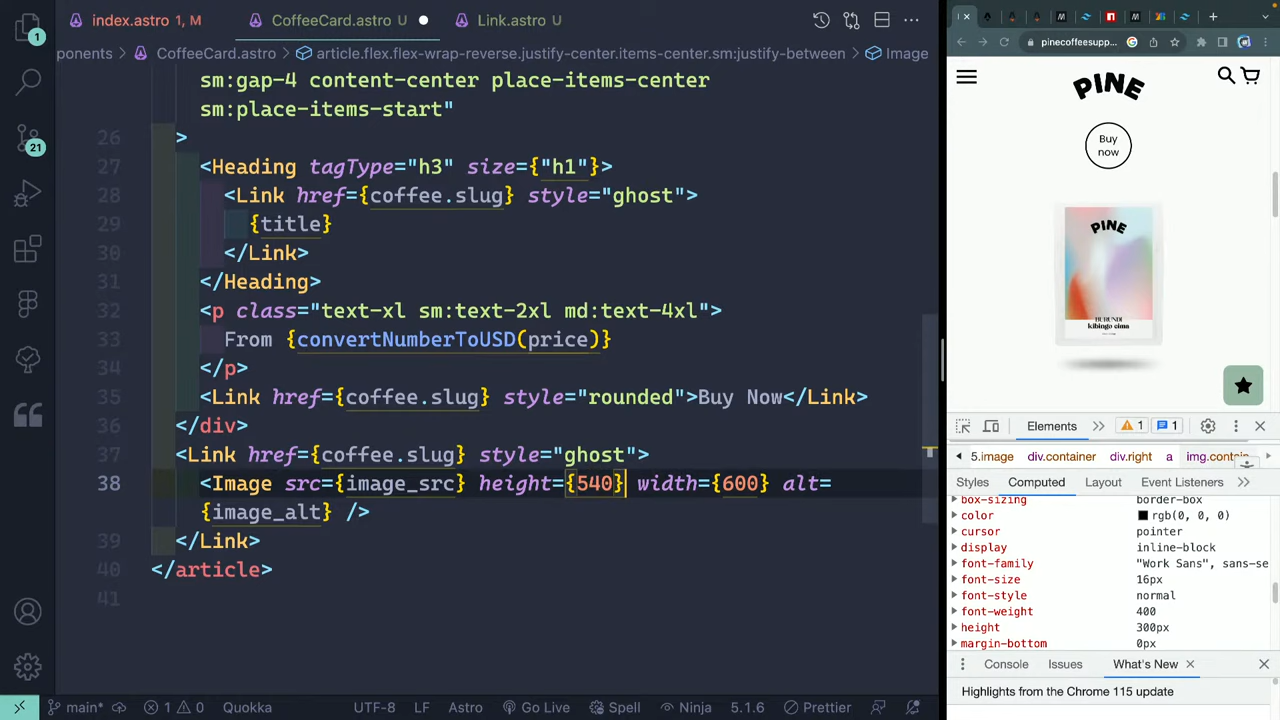 index.astro 1, M
CoffeeCard.astro U
Link.astro U
ponents > CoffeeCard.astro > article.flex.flex-wrap-reverse.justify-center.items-center.sm:justify-between > Image
sm:gap-4 content-center place-items-center
sm:place-items-start"
26 >
27 <Heading tagType="h3" size={"h1"}>
28 <Link href={coffee.slug} style="ghost">
29 {title}
30 </Link>
31 </Heading>
32 <p class="text-xl sm:text-2xl md:text-4xl">
33 From {convertNumberToUSD(price)}
34 </p>
35 <Link href={coffee.slug} style="rounded">Buy Now</Link>
36 </div>
37 <Link href={coffee.slug} style="ghost">
38 <Image src={image_src} height={540} width={600} alt=
{image_alt} />
39 </Link>
40 </article>
41
1
21
main*
1 0
Quokka
UTF-8
LF
Astro
Go Live
Spell
Ninja
5.1.6
Prettier
pinecoffeesupp...
PINE
Buy
now
PINE
BURUNDI
kibingo cima
Elements
1
1
5.image div.container div.right a img.contain
Styles
Computed
Layout
Event Listeners
box-sizing border-box
color rgb(0, 0, 0)
cursor pointer
display inline-block
font-family "Work Sans", sans-se
font-size 16px
font-style normal
font-weight 400
height 300px
margin-bottom 0px
Console
Issues
What's New
Highlights from the Chrome 115 update